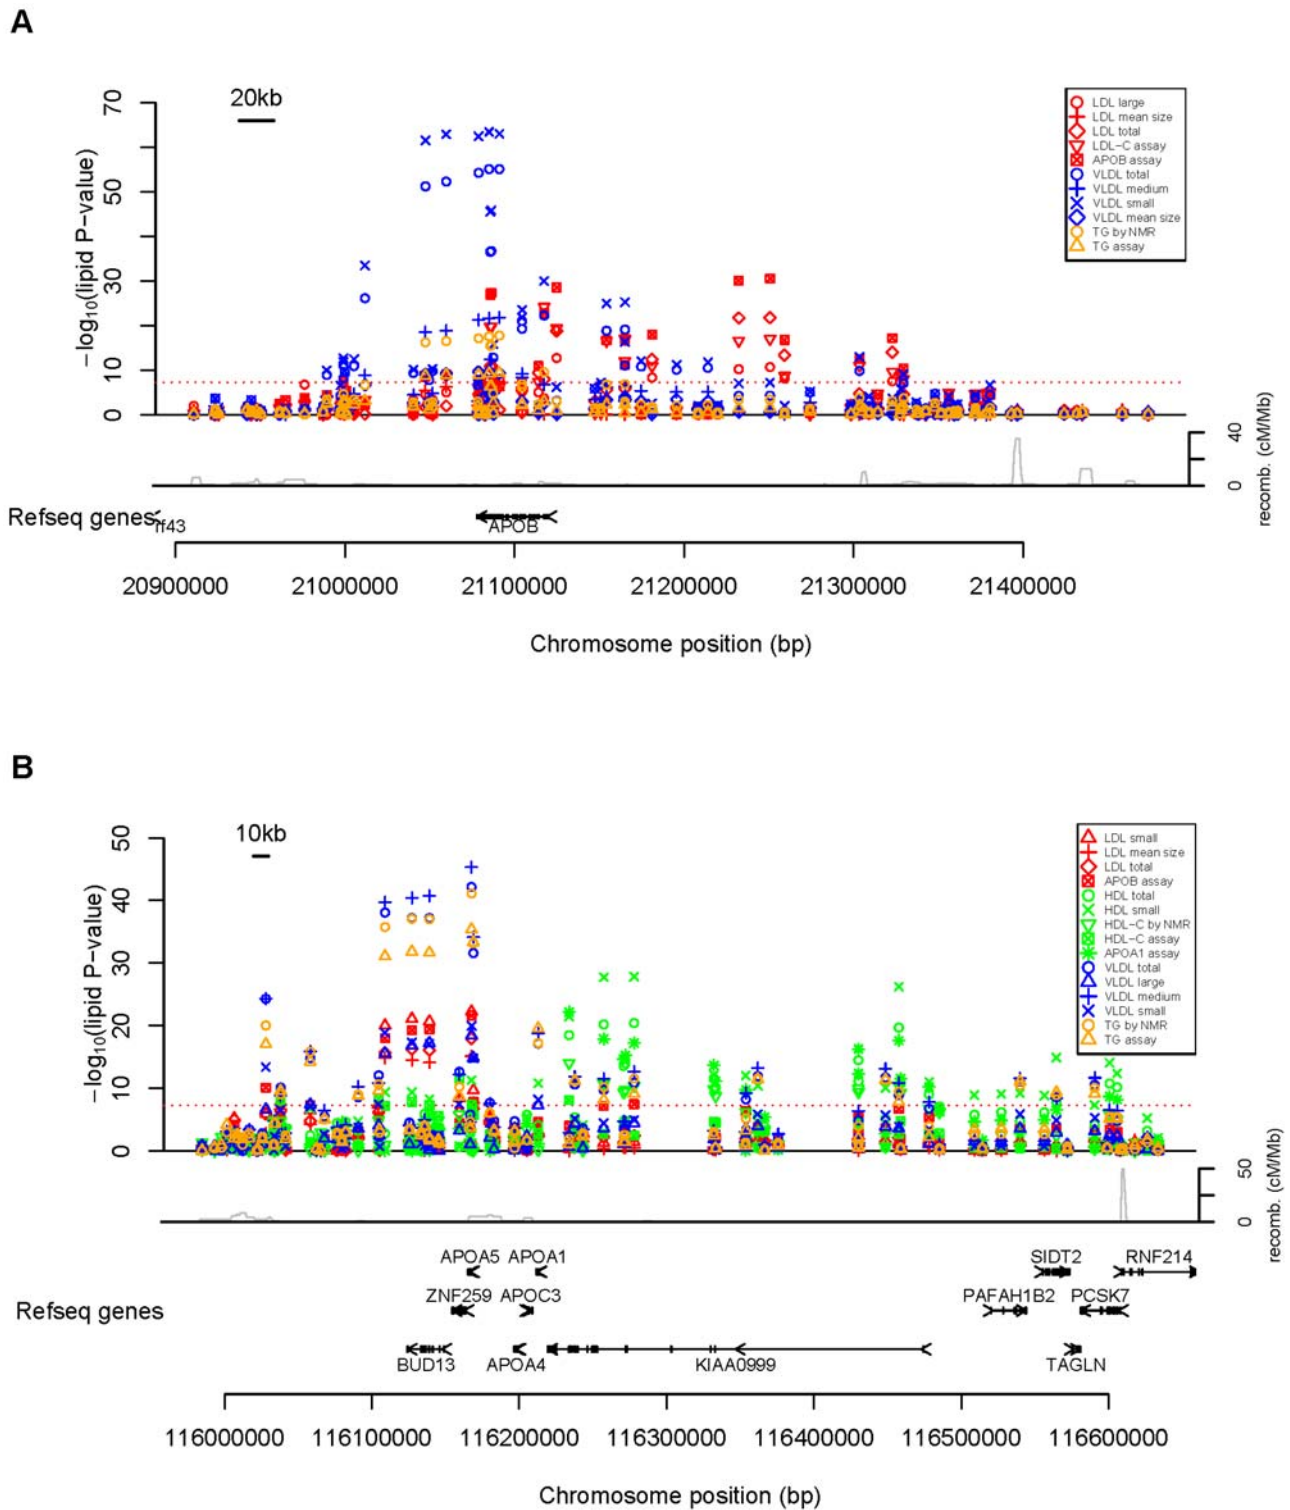 A
20kb
70
50
30
10
0
−log10(lipid P−value)
LDL large
LDL mean size
LDL total
LDL−C assay
APOB assay
VLDL total
VLDL medium
VLDL small
VLDL mean size
TG by NMR
TG assay
40
0
recomb. (cM/Mb)
Refseq genes
rf43
APOB
20900000 21000000 21100000 21200000 21300000 21400000
Chromosome position (bp)
B
10kb
50
40
30
20
10
0
−log10(lipid P−value)
LDL small
LDL mean size
LDL total
APOB assay
HDL total
HDL small
HDL−C by NMR
HDL−C assay
APOA1 assay
VLDL total
VLDL large
VLDL medium
VLDL small
TG by NMR
TG assay
50
0
recomb. (cM/Mb)
APOA5 APOA1 SIDT2 RNF214
ZNF259 APOC3 PAFAH1B2 PCSK7
Refseq genes
BUD13 APOA4 KIAA0999 TAGLN
116000000 116100000 116200000 116300000 116400000 116500000 116600000
Chromosome position (bp)